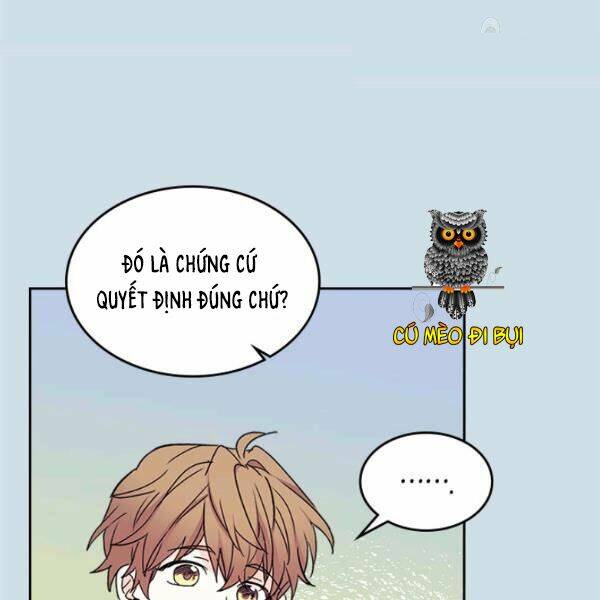 ĐÓ LÀ CHỨNG CỨ
QUYẾT ĐỊNH ĐÚNG CHỨ?
CÚ MÈO ĐI BỤI
.......